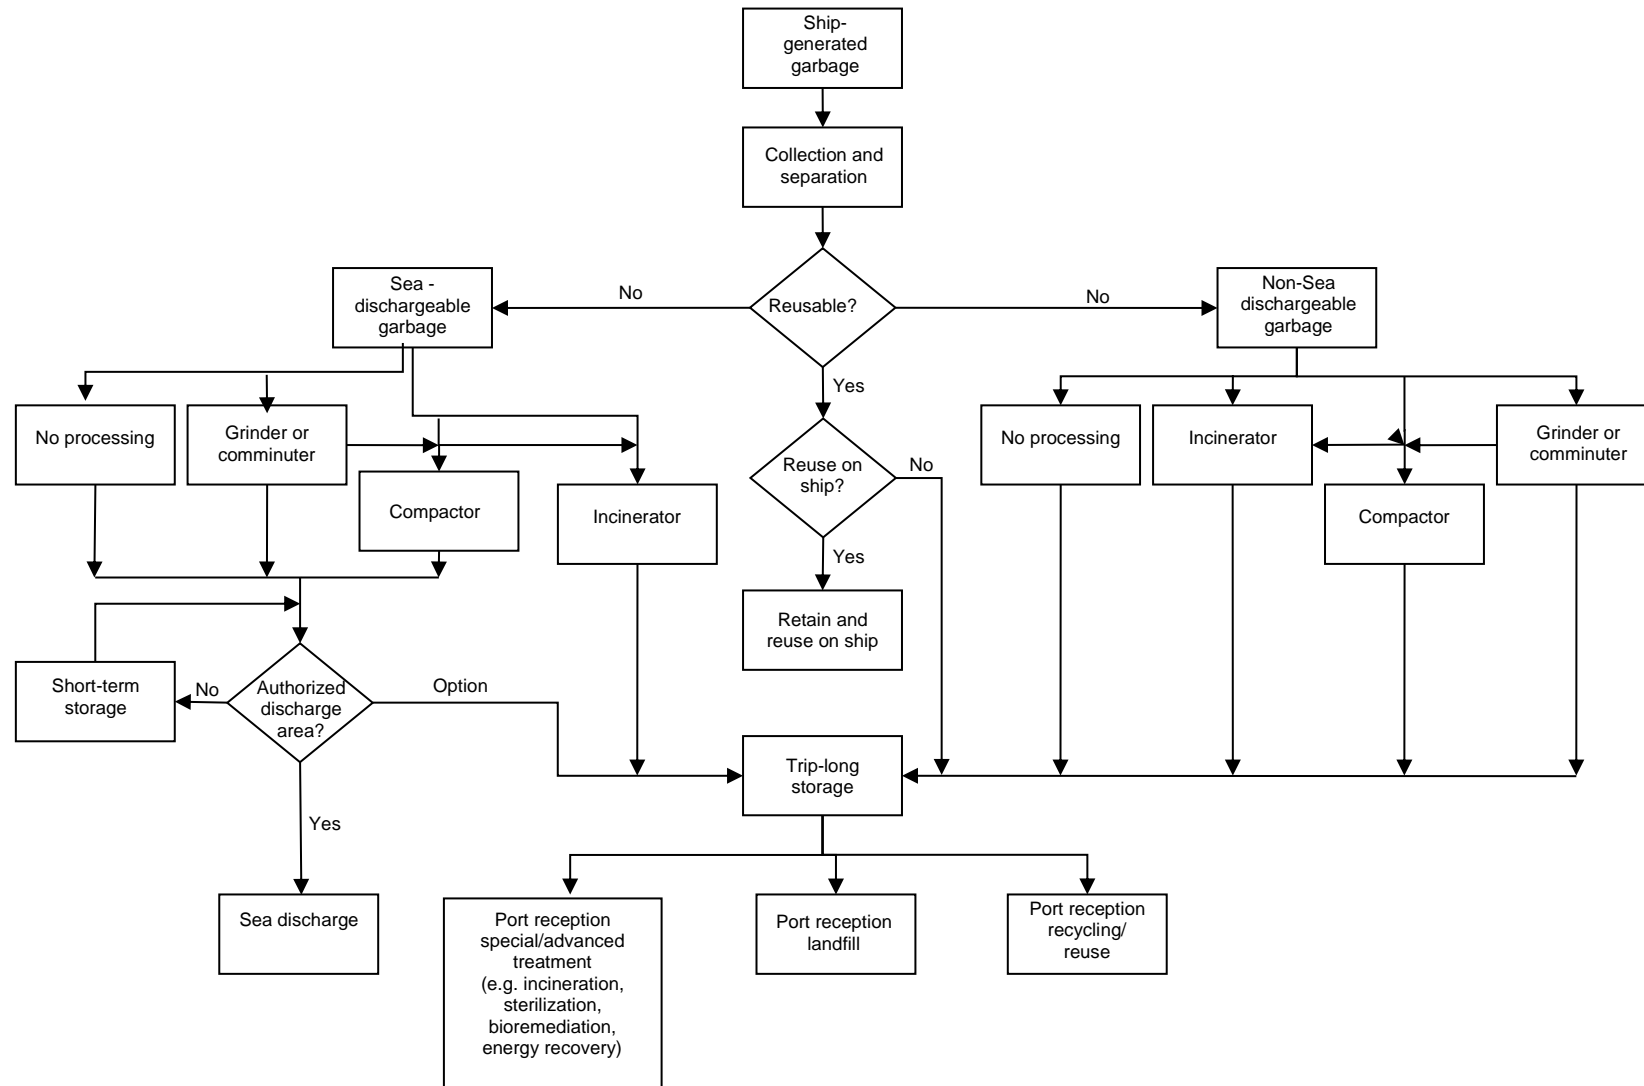 Ship-
generated
garbage
Collection and
separation
Sea -
dischargeable
garbage
No
Reusable?
No
Non-Sea
dischargeable
garbage
Yes
No processing
Grinder or
comminuter
Compactor
Incinerator
Reuse on
ship?
No
No processing
Incinerator
Grinder or
comminuter
Compactor
Yes
Retain and
reuse on ship
Short-term
storage
No
Authorized
discharge
area?
Option
Trip-long
storage
Yes
Sea discharge
Port reception
special/advanced
treatment
(e.g. incineration,
sterilization,
bioremediation,
energy recovery)
Port reception
landfill
Port reception
recycling/
reuse